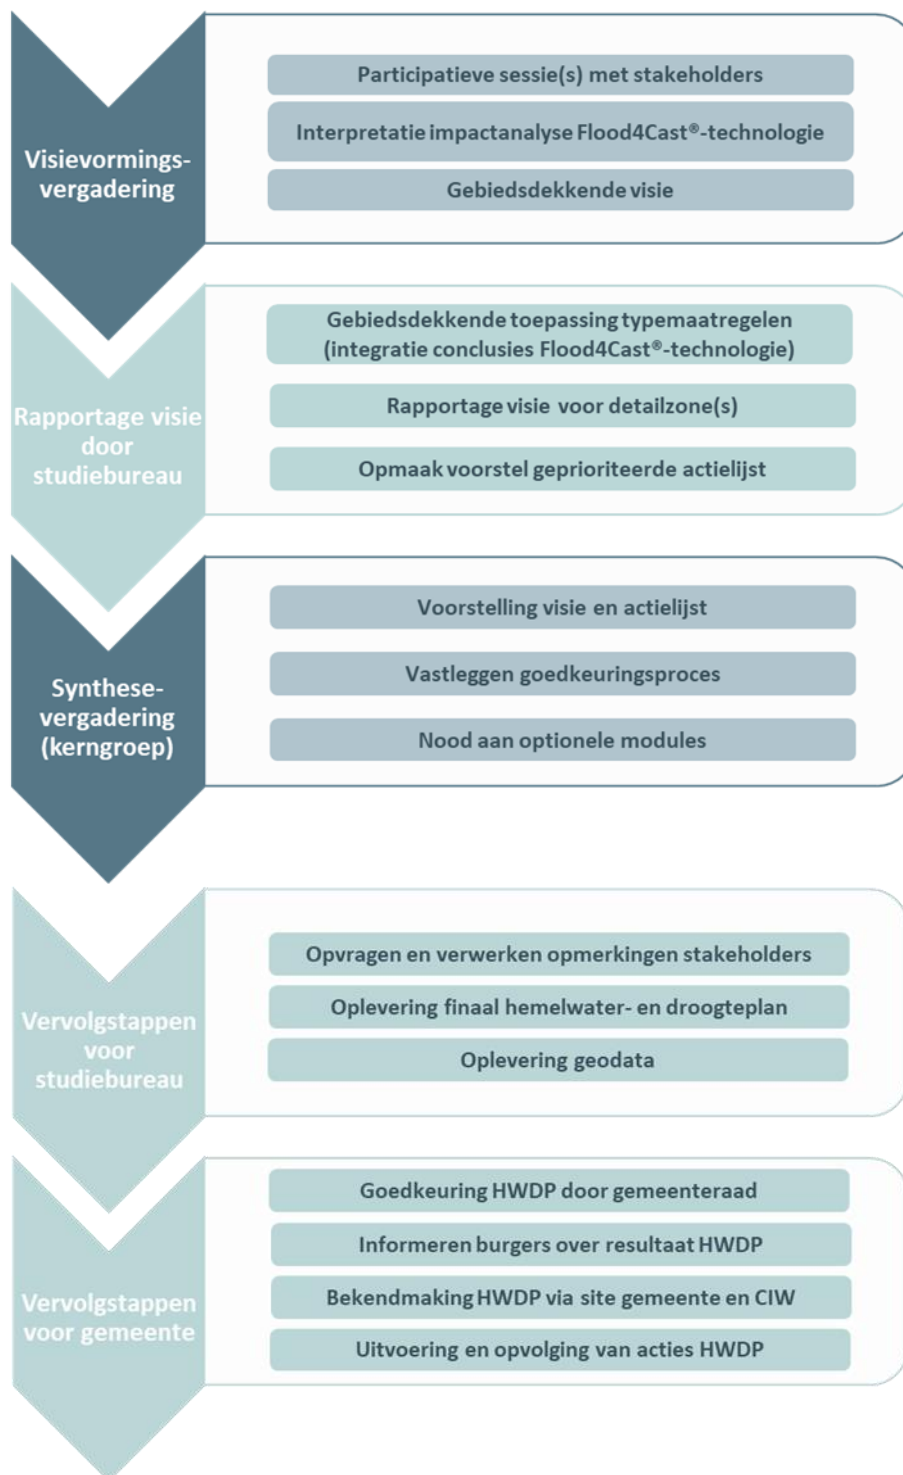 Visievormings-
vergadering
Participatieve sessie(s) met stakeholders
Interpretatie impactanalyse Flood4Cast®-technologie
Gebiedsdekkende visie
Rapportage visie
door
studiebureau
Gebiedsdekkende toepassing typemaatregelen
(integratie conclusies Flood4Cast®-technologie)
Rapportage visie voor detailzone(s)
Opmaak voorstel geprioriteerde actielijst
Synthese-
vergadering
(kerngroep)
Voorstelling visie en actielijst
Vastleggen goedkeuringsproces
Nood aan optionele modules
Vervolgstappen
voor
studiebureau
Opvragen en verwerken opmerkingen stakeholders
Oplevering finaal hemelwater- en droogteplan
Oplevering geodata
Vervolgstappen
voor gemeente
Goedkeuring HWDP door gemeenteraad
Informeren burgers over resultaat HWDP
Bekendmaking HWDP via site gemeente en CIW
Uitvoering en opvolging van acties HWDP